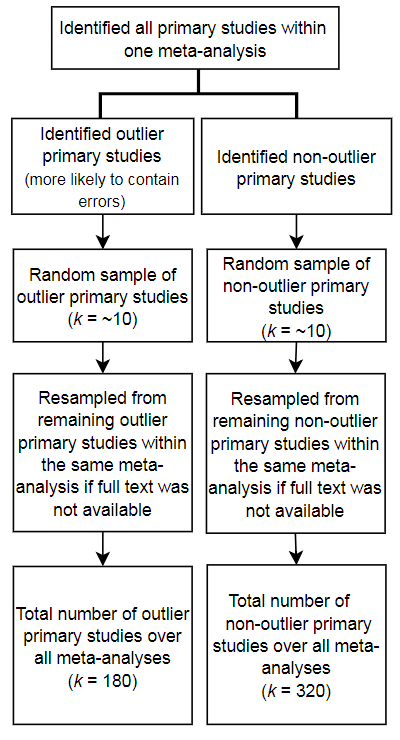 Identified all primary studies within
one meta-analysis
Identified outlier
primary studies
(more likely to contain
errors)
Identified non-outlier
primary studies
Random sample of
outlier primary studies
(k = ~10)
Random sample of
non-outlier primary
studies
(k = ~10)
Resampled from
remaining outlier
primary studies within
the same meta-
analysis if full text was
not available
Resampled from
remaining non-outlier
primary studies within
the same meta-
analysis if full text was
not available
Total number of outlier
primary studies over
all meta-analyses
(k = 180)
Total number of
non-outlier primary
studies over all meta-
analyses
(k = 320)